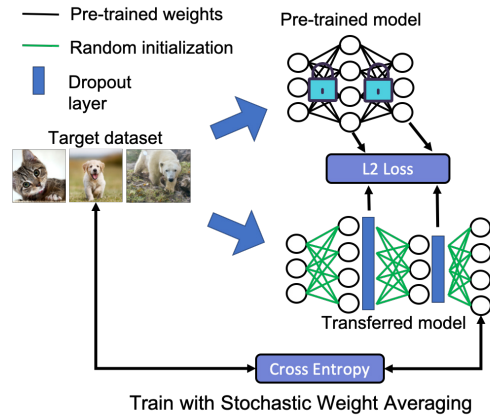 Pre-trained weights
Random initialization
Dropout
layer
Pre-trained model
Target dataset
L2 Loss
Transferred model
Cross Entropy
Train with Stochastic Weight Averaging